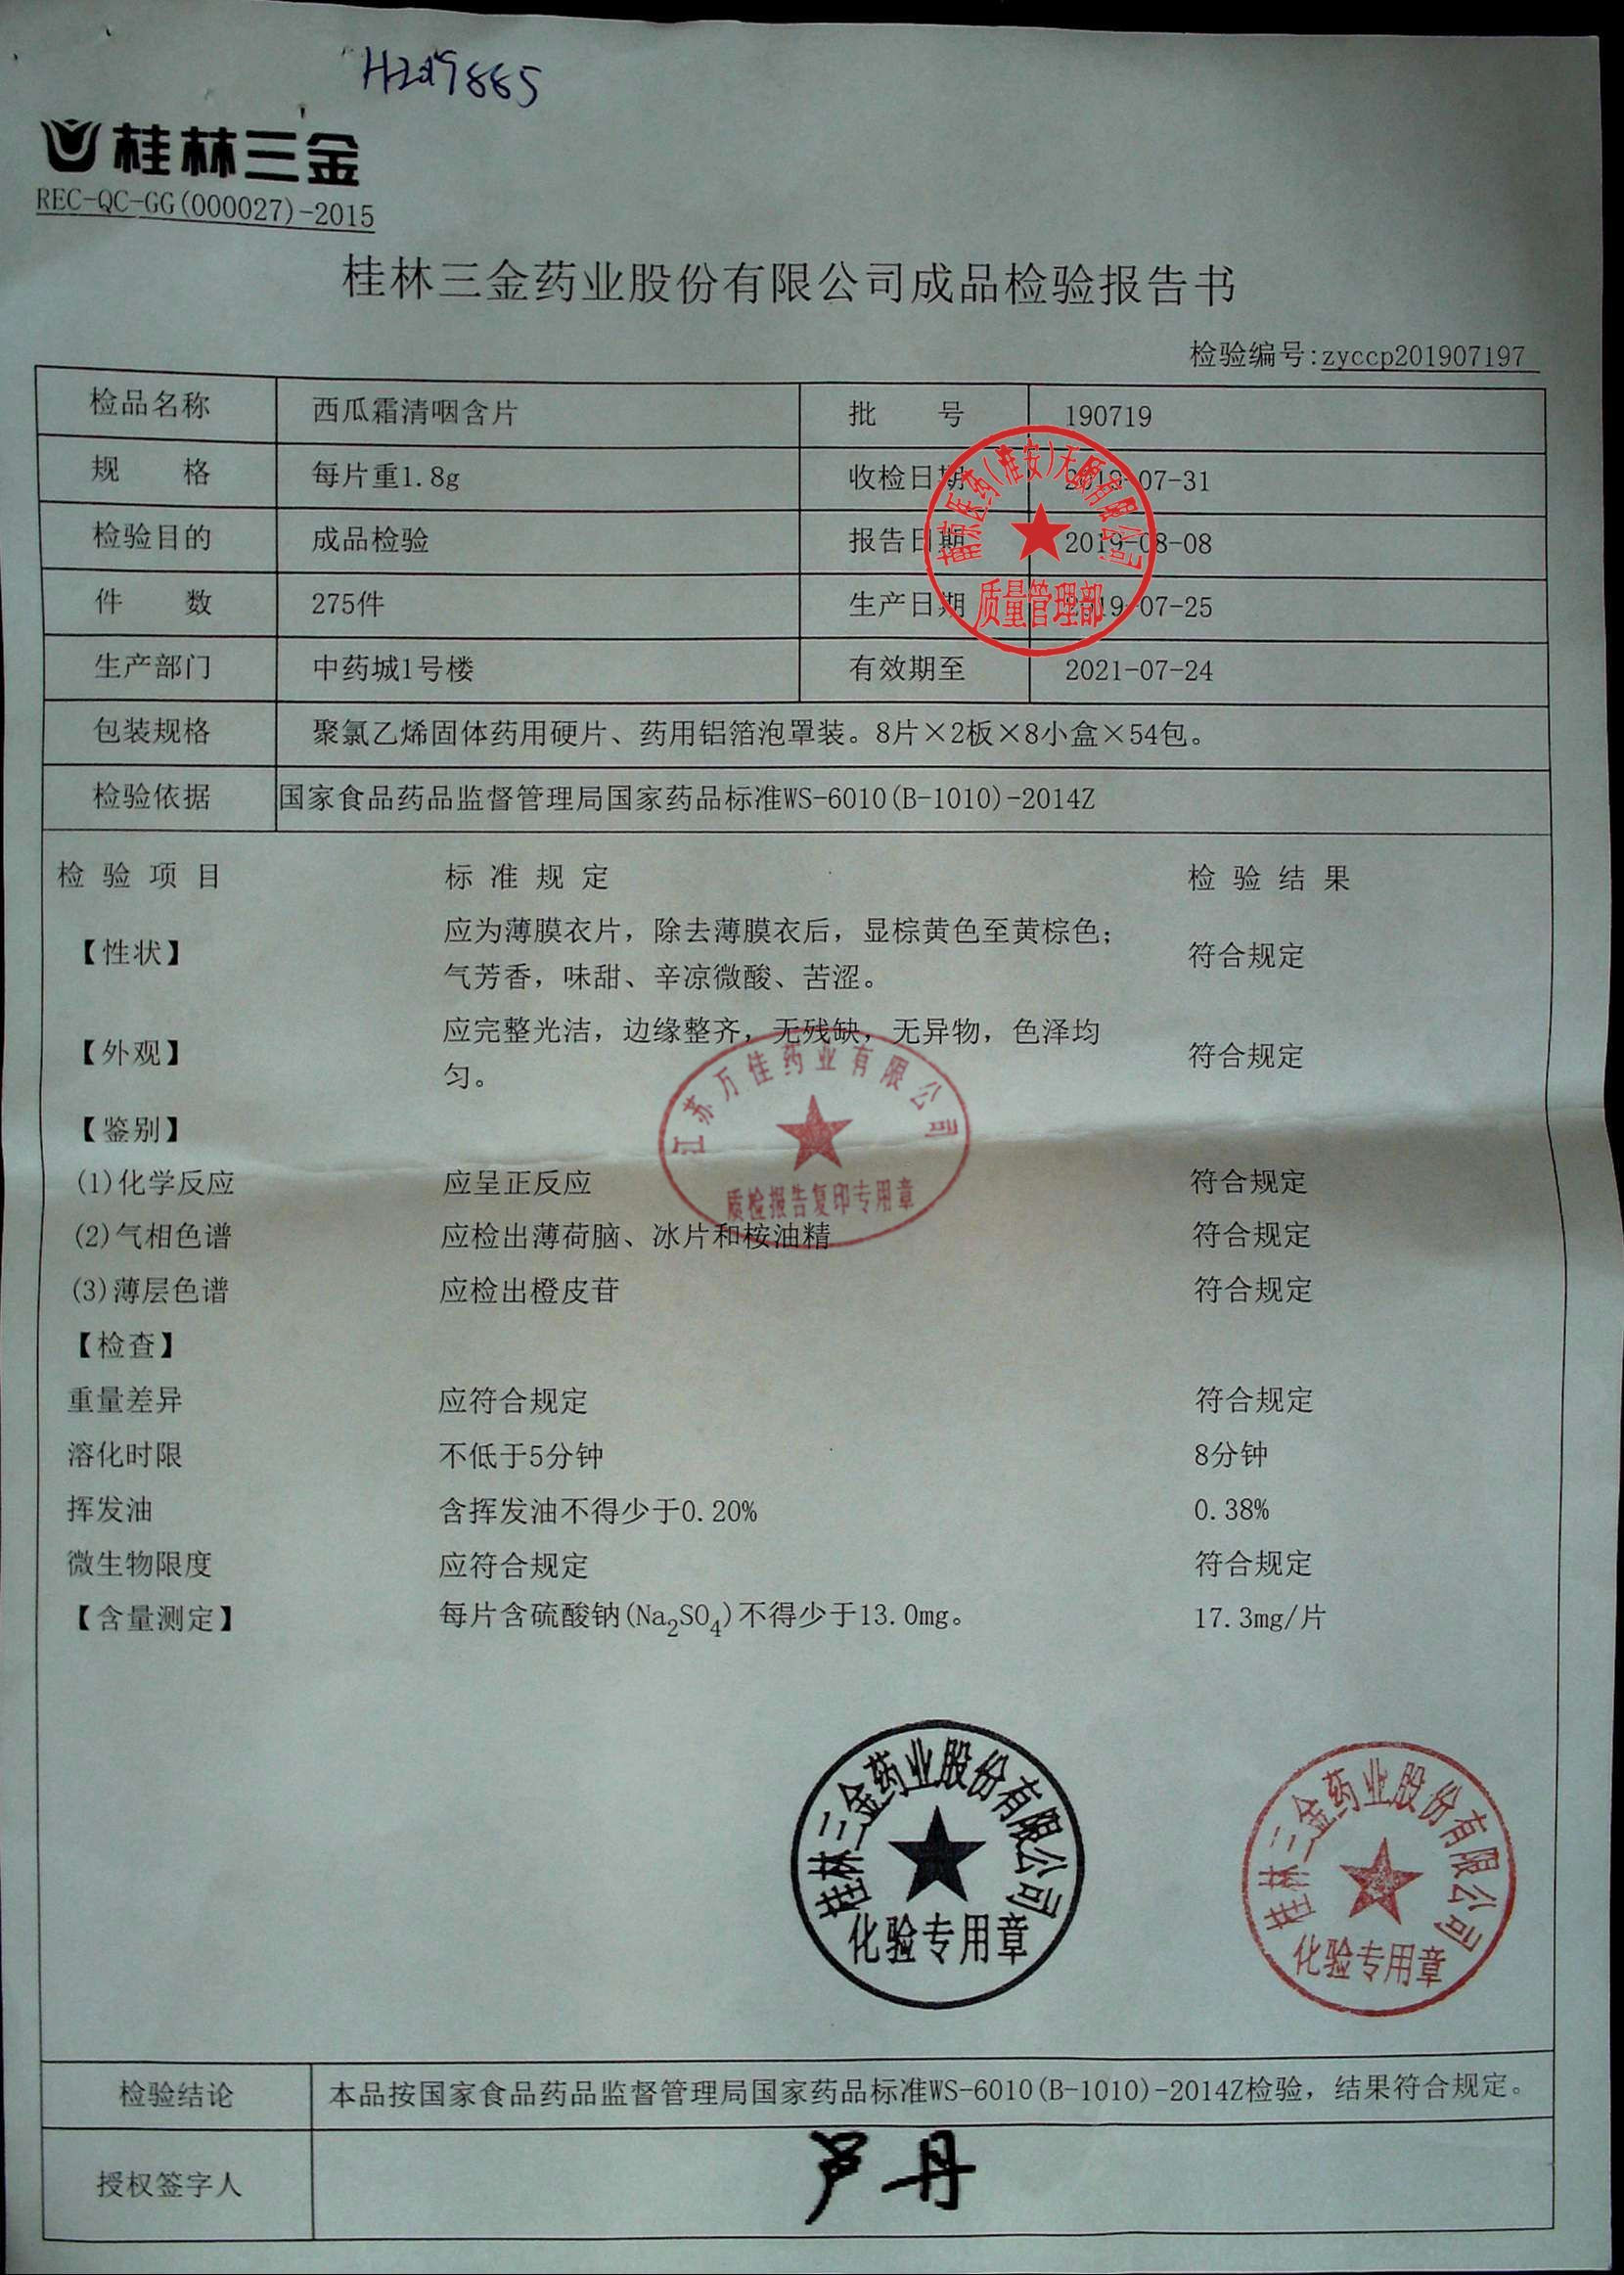 桂林三金
REC-QC-GG(000027)-2015
桂林三金药业股份有限公司成品检验报告书
检验编号:zyccp201907197
检品名称 西瓜霜清咽含片 批 号 190719
规 格 每片重1.8g 收检日期 2019-07-31
检验目的 成品检验 报告日期 2019-08-08
件 数 275件 生产日期 2019-07-25
生产部门 中药城1号楼 有效期至 2021-07-24
包装规格 聚氯乙烯固体药用硬片、药用铝箔泡罩装。8片×2板×8小盒×54包。
检验依据 国家食品药品监督管理局国家药品标准WS-6010(B-1010)-2014Z
检 验 项 目 标 准 规 定 检 验 结 果
【性状】 应为薄膜衣片，除去薄膜衣后，显棕黄色至黄棕色； 符合规定
气芳香，味甜、辛凉微酸、苦涩。
【外观】 应完整光洁，边缘整齐，无残缺，无异物，色泽均 符合规定
匀。
【鉴别】
(1)化学反应 应呈正反应 符合规定
(2)气相色谱 应检出薄荷脑、冰片和桉油精 符合规定
(3)薄层色谱 应检出橙皮苷 符合规定
【检查】
重量差异 应符合规定 符合规定
溶化时限 不低于5分钟 8分钟
挥发油 含挥发油不得少于0.20% 0.38%
微生物限度 应符合规定 符合规定
【含量测定】 每片含硫酸钠(Na₂SO₄)不得少于13.0mg。 17.3mg/片
质量管理部
江苏万佳药业有限公司
质检报告复印专用章
桂林三金药业股份有限公司
化验专用章
桂林三金药业股份有限公司
化验专用章
检验结论 本品按国家食品药品监督管理局国家药品标准WS-6010(B-1010)-2014Z检验，结果符合规定。
授权签字人 芦丹